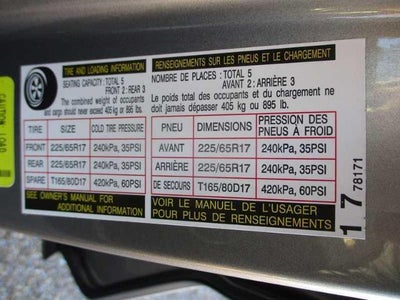 TIRE AND LOADING INFORMATION
SEATING CAPACITY : TOTAL 5
FRONT 2 : REAR 3
The combined weight of occupants
and cargo should never exceed 405 kg or 895 lbs.
TIRE SIZE COLD TIRE PRESSURE
FRONT 225/65R17 240kPa, 35PSI
REAR 225/65R17 240kPa, 35PSI
SPARE T165/80D17 420kPa, 60PSI
SEE OWNER'S MANUAL FOR
ADDITIONAL INFORMATION
RENSEIGNEMENTS SUR LES PNEUS ET LE CHARGEMENT
NOMBRE DE PLACES : TOTAL 5
AVANT 2 : ARRIÈRE 3
Le poids total des occupants et du chargement ne
doit jamais dépasser 405 kg ou 895 lb.
PNEU DIMENSION PRESSION DES PNEUS À FROID
AVANT 225/65R17 240kPa, 35PSI
ARRIÈRE 225/65R17 240kPa, 35PSI
DE SECOURS T165/80D17 420kPa, 60PSI
VOIR LE MANUEL DE L'USAGER
POUR PLUS DE RENSEIGNEMENTS
1 7
78171
CAUTION LOAD